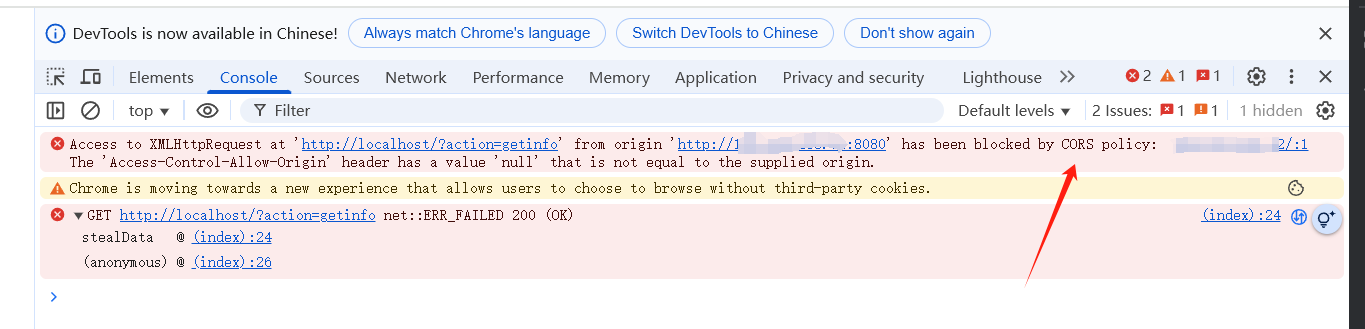 DevTools is now available in Chinese! Always match Chrome's language Switch DevTools to Chinese Don't show again
Elements Console Sources Network Performance Memory Application Privacy and security Lighthouse 2 1 1
top Filter Default levels 2 Issues: 1 1 1 hidden
Access to XMLHttpRequest at 'http://localhost/?action=getinfo' from origin 'http://1 :8080' has been blocked by CORS policy: 2/:1
The 'Access-Control-Allow-Origin' header has a value 'null' that is not equal to the supplied origin.
Chrome is moving towards a new experience that allows users to choose to browse without third-party cookies.
GET http://localhost/?action=getinfo net::ERR_FAILED 200 (OK) (index):24
stealData @ (index):24
(anonymous) @ (index):26